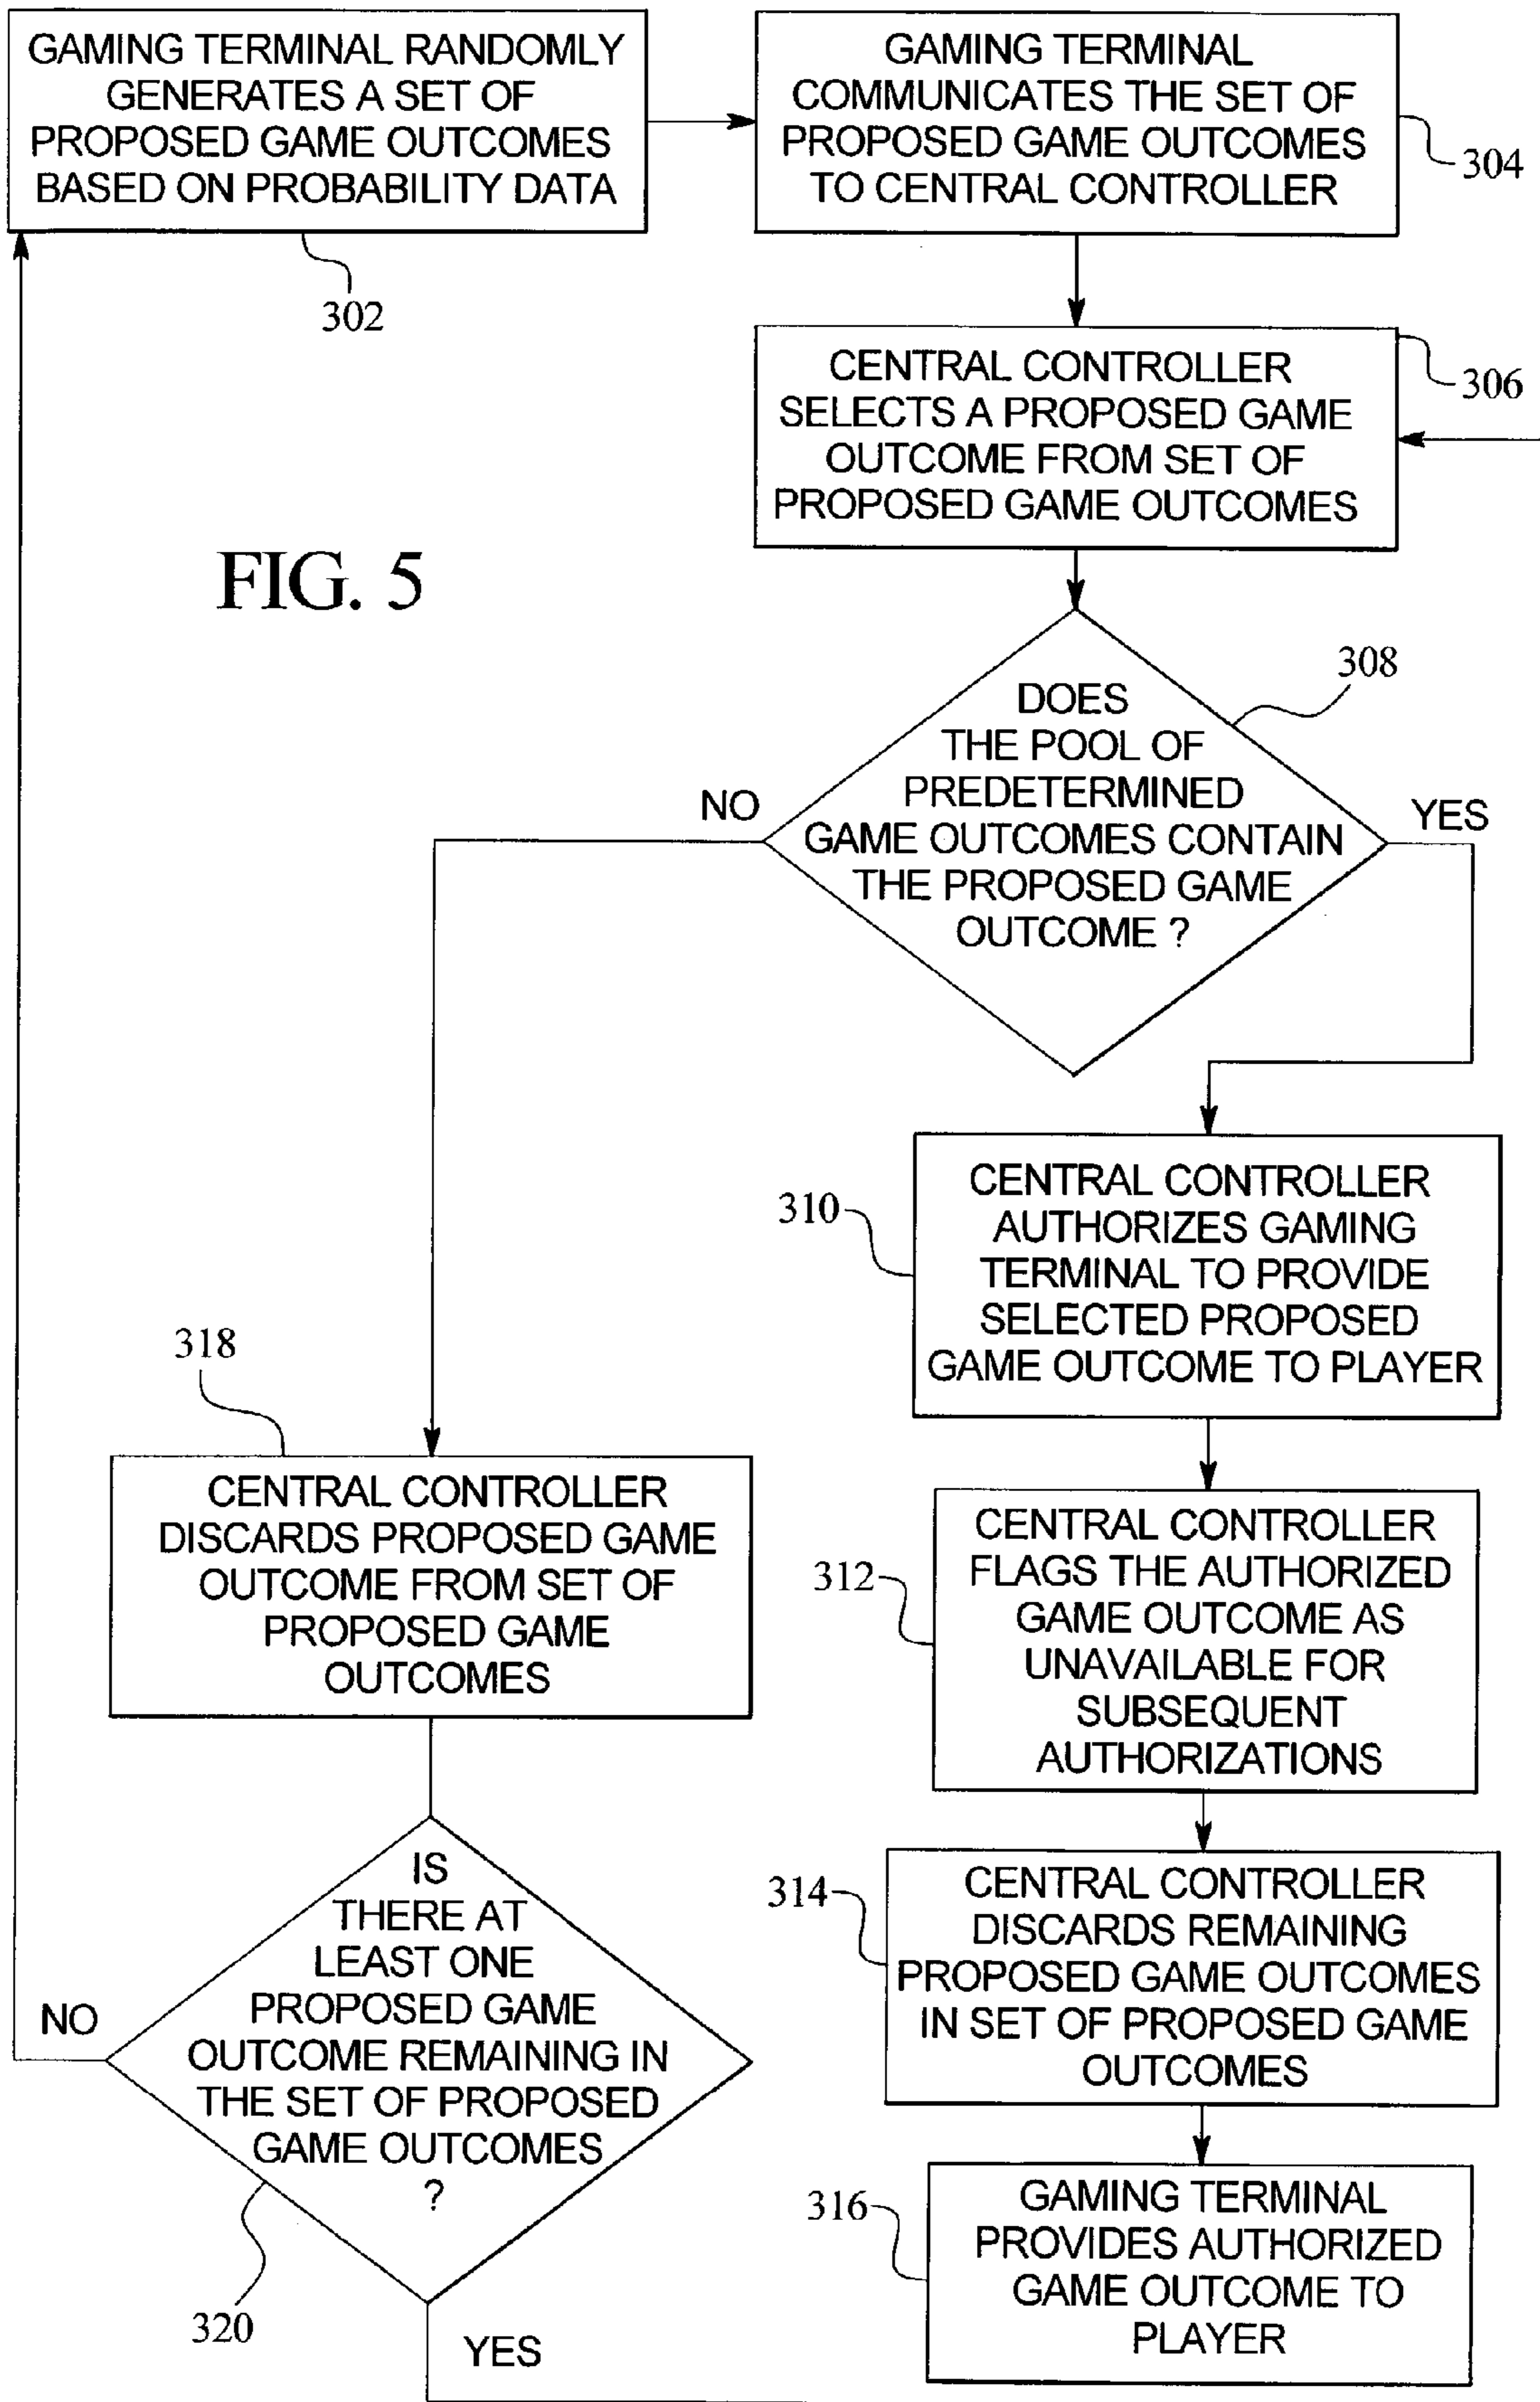 GAMING TERMINAL RANDOMLY
GENERATES A SET OF
PROPOSED GAME OUTCOMES
BASED ON PROBABILITY DATA
302
GAMING TERMINAL
COMMUNICATES THE SET OF
PROPOSED GAME OUTCOMES
TO CENTRAL CONTROLLER
304
CENTRAL CONTROLLER
SELECTS A PROPOSED GAME
OUTCOME FROM SET OF
PROPOSED GAME OUTCOMES
306
FIG. 5
DOES
THE POOL OF
PREDETERMINED
GAME OUTCOMES CONTAIN
THE PROPOSED GAME
OUTCOME ?
308
NO
YES
CENTRAL CONTROLLER
AUTHORIZES GAMING
TERMINAL TO PROVIDE
SELECTED PROPOSED
GAME OUTCOME TO PLAYER
310
CENTRAL CONTROLLER
FLAGS THE AUTHORIZED
GAME OUTCOME AS
UNAVAILABLE FOR
SUBSEQUENT
AUTHORIZATIONS
312
CENTRAL CONTROLLER
DISCARDS REMAINING
PROPOSED GAME OUTCOMES
IN SET OF PROPOSED GAME
OUTCOMES
314
GAMING TERMINAL
PROVIDES AUTHORIZED
GAME OUTCOME TO
PLAYER
316
318
CENTRAL CONTROLLER
DISCARDS PROPOSED GAME
OUTCOME FROM SET OF
PROPOSED GAME
OUTCOMES
IS
THERE AT
LEAST ONE
PROPOSED GAME
OUTCOME REMAINING IN
THE SET OF PROPOSED
GAME OUTCOMES
?
NO
320
YES